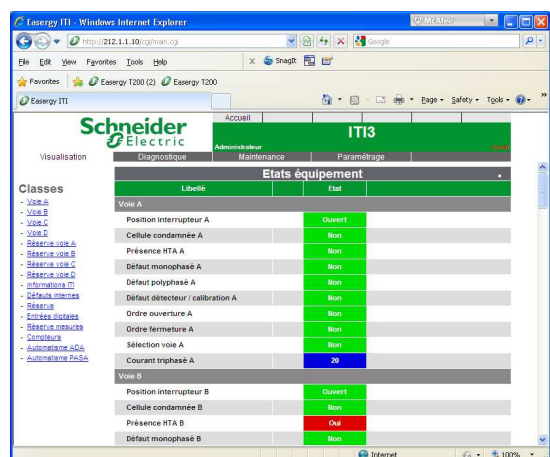 Easergy ITI - Windows Internet Explorer
McAfee
http://212.1.1.10/cgi/main.cgi
Google
File Edit View Favorites Tools Help
x SnagIt
Favorites Easergy T200 (2) Easergy T200
Easergy ITI
Page Safety Tools
Schneider Electric
Accueil
ITI3
Administrateur
Visualisation Diagnostique Maintenance Paramétrage
Etats équipement
Classes
- Voie A
- Voie B
- Voie C
- Voie D
- Réserve voie A
- Réserve voie B
- Réserve voie C
- Réserve voie D
- Informations ITI
- Défauts internes
- Réserve
- Entrées digitales
- Réserve mesures
- Compteurs
- Automatisme ADA
- Automatisme PASA
Libellé Etat
Voie A
Position interrupteur A Ouvert
Cellule condamnée A Non
Présence HTA A Non
Défaut monophasé A Non
Défaut polyphasé A Non
Défaut détecteur / calibration A Non
Ordre ouverture A Non
Ordre fermeture A Non
Sélection voie A Non
Courant triphasé A 20
Voie B
Position interrupteur B Ouvert
Cellule condamnée B Non
Présence HTA B Oui
Défaut monophasé B Non
Internet 100%